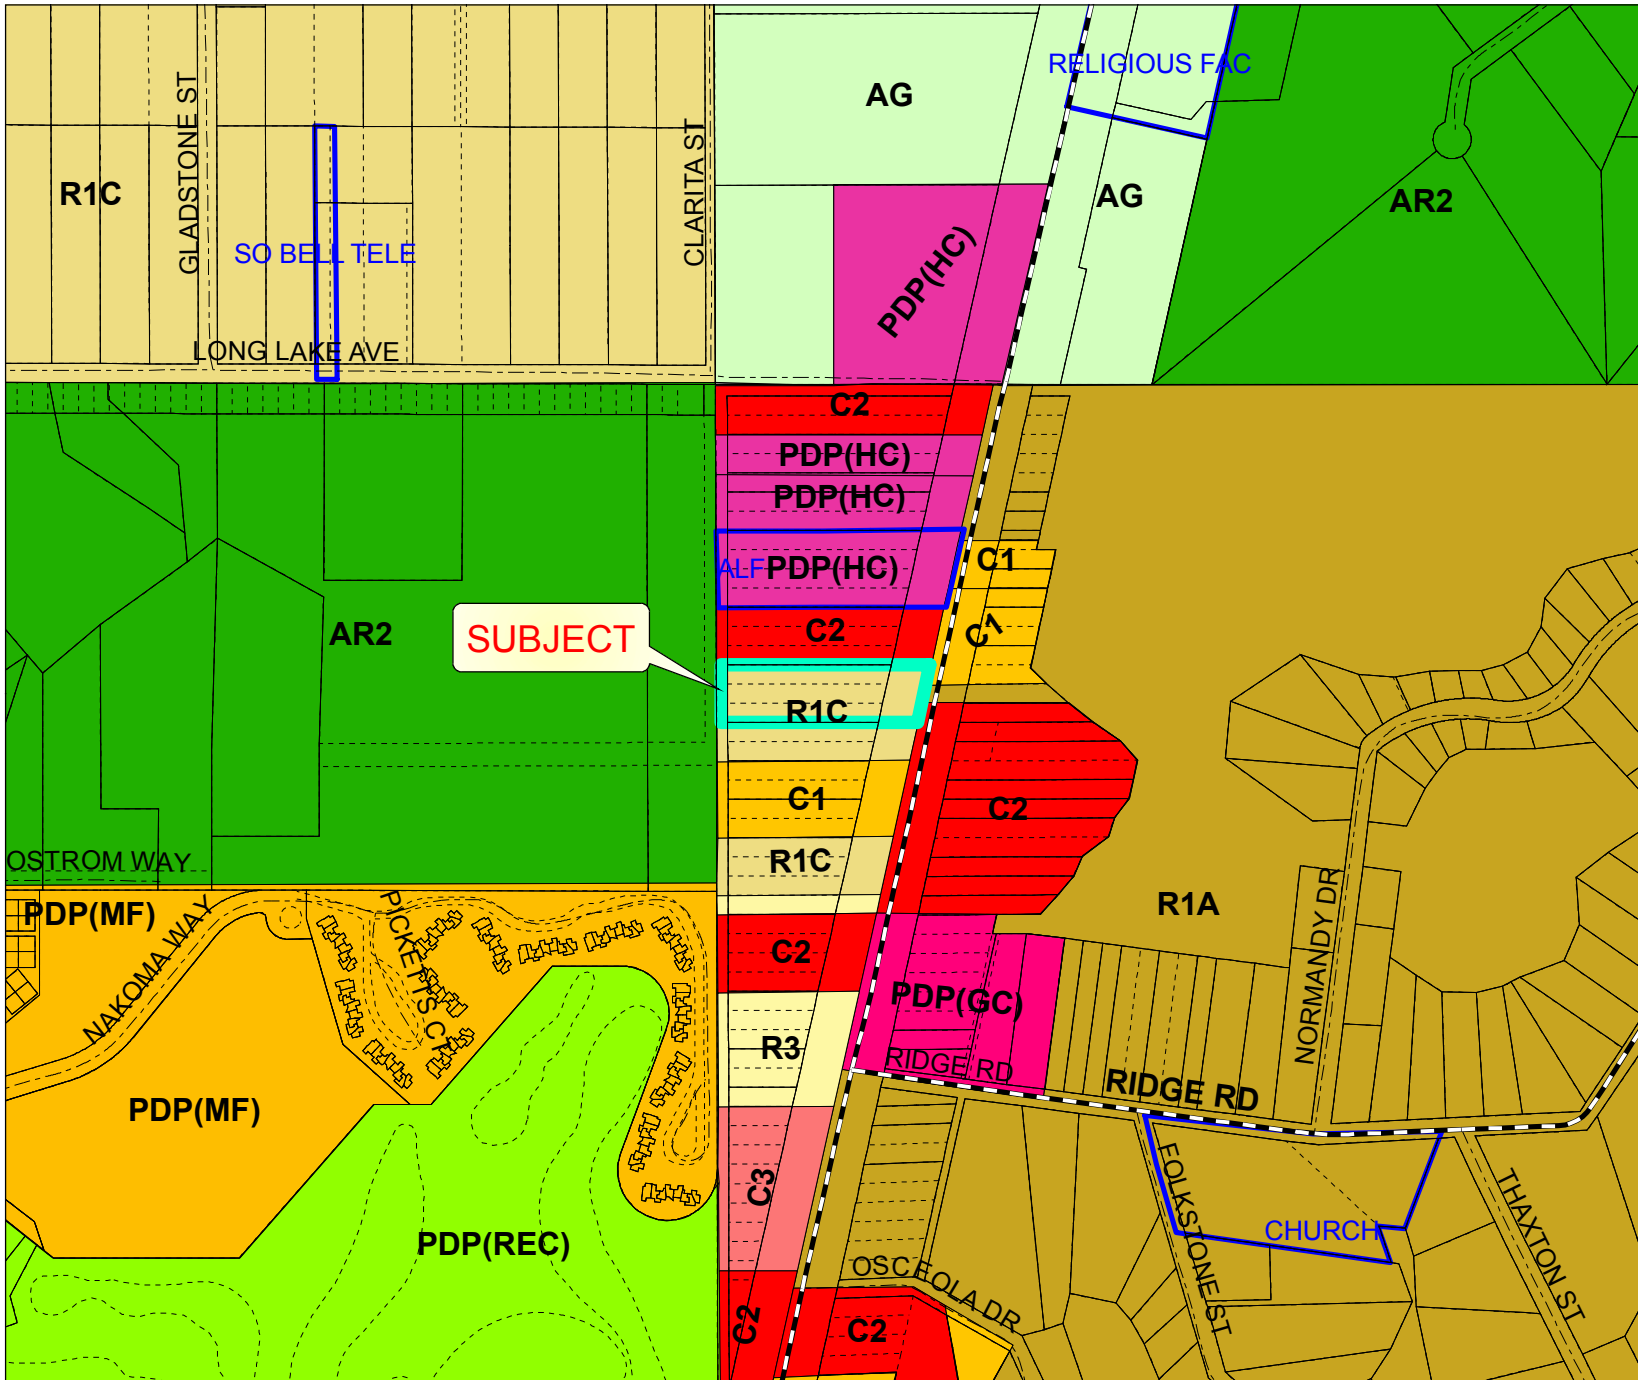 RELIGIOUS FAC
AG
GLADSTONE ST
CLARITA ST
R1C
AG
AR2
SO BELL TELE
PDP(HC)
LONG LAKE AVE
C2
PDP(HC)
PDP(HC)
ALF
PDP(HC)
C1
C2
C1
AR2
SUBJECT
R1C
C1
C2
OSTROM WAY
R1C
PDP(MF)
NAKOMA WAY
PICKETTS CT
R1A
NORMANDY DR
C2
PDP(GC)
R3
RIDGE RD
RIDGE RD
PDP(MF)
C3
FOLKSTONE ST
THAXTON ST
CHURCH
PDP(REC)
OSCEOLA DR
C2
C2